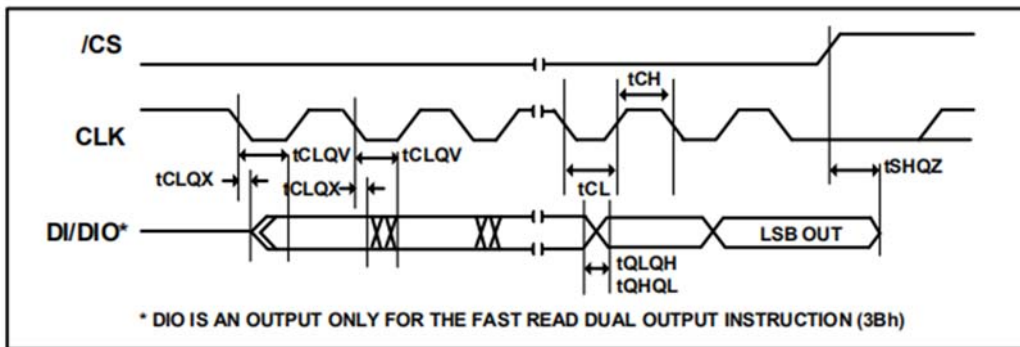 /CS
tCH
CLK
tCLQV tCLQV
tSHQZ
tCLQX tCLQX
tCL
DI/DIO* LSB OUT
tQLQH
tQHQL
* DIO IS AN OUTPUT ONLY FOR THE FAST READ DUAL OUTPUT INSTRUCTION (3Bh)